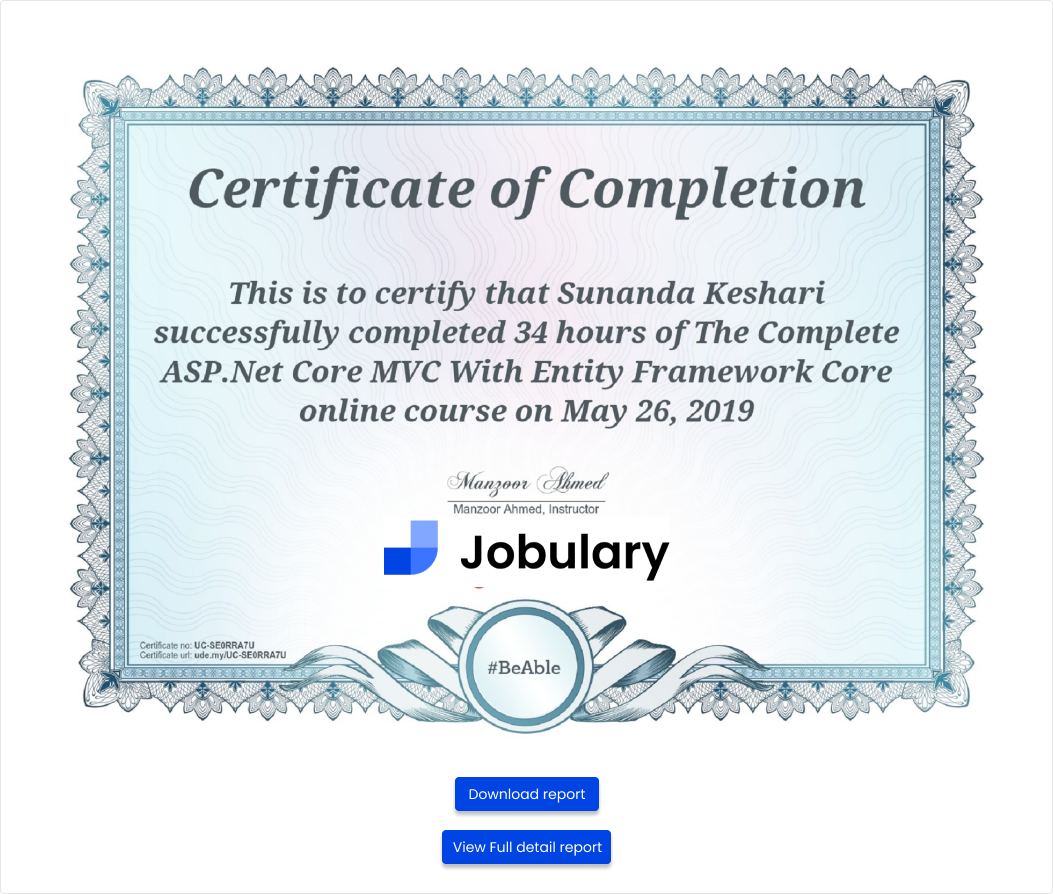 Certificate of Completion
This is to certify that Sunanda Keshari
successfully completed 34 hours of The Complete
ASP.Net Core MVC With Entity Framework Core
online course on May 26, 2019
Manzoor Ahmed
Manzoor Ahmed, Instructor
Jobulary
Certificate no: UC-SE0RRA7U
Certificate url: ude.my/UC-SE0RRA7U
#BeAble
Download report
View Full detail report